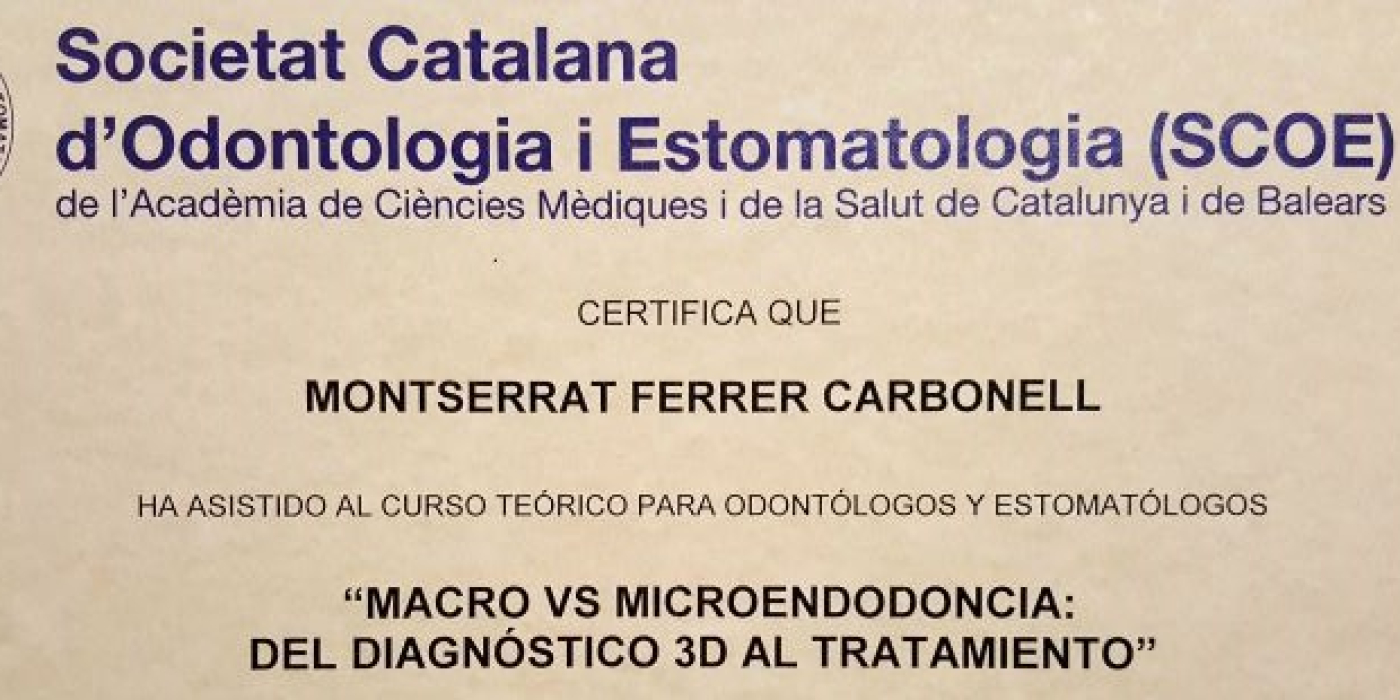 Societat Catalana
d’Odontologia i Estomatologia (SCOE)
de l’Acadèmia de Ciències Mèdiques i de la Salut de Catalunya i de Balears
CERTIFICA QUE
MONTSERRAT FERRER CARBONELL
HA ASISTIDO AL CURSO TEÓRICO PARA ODONTÓLOGOS Y ESTOMATÓLOGOS
“MACRO VS MICROENDODONCIA:
DEL DIAGNÓSTICO 3D AL TRATAMIENTO”